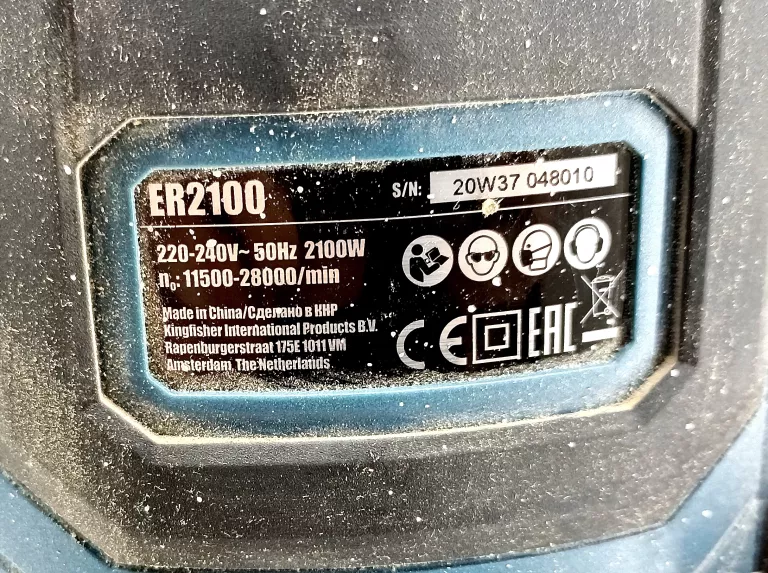 ER2100
S/N: 20W37 048010
220-240V~ 50Hz 2100W
n₀: 11500-28000/min
Made in China/Сделано в КНР
Kingfisher International Products B.V.
Rapenburgerstraat 175E 1011 VM
Amsterdam, The Netherlands
CE EAC